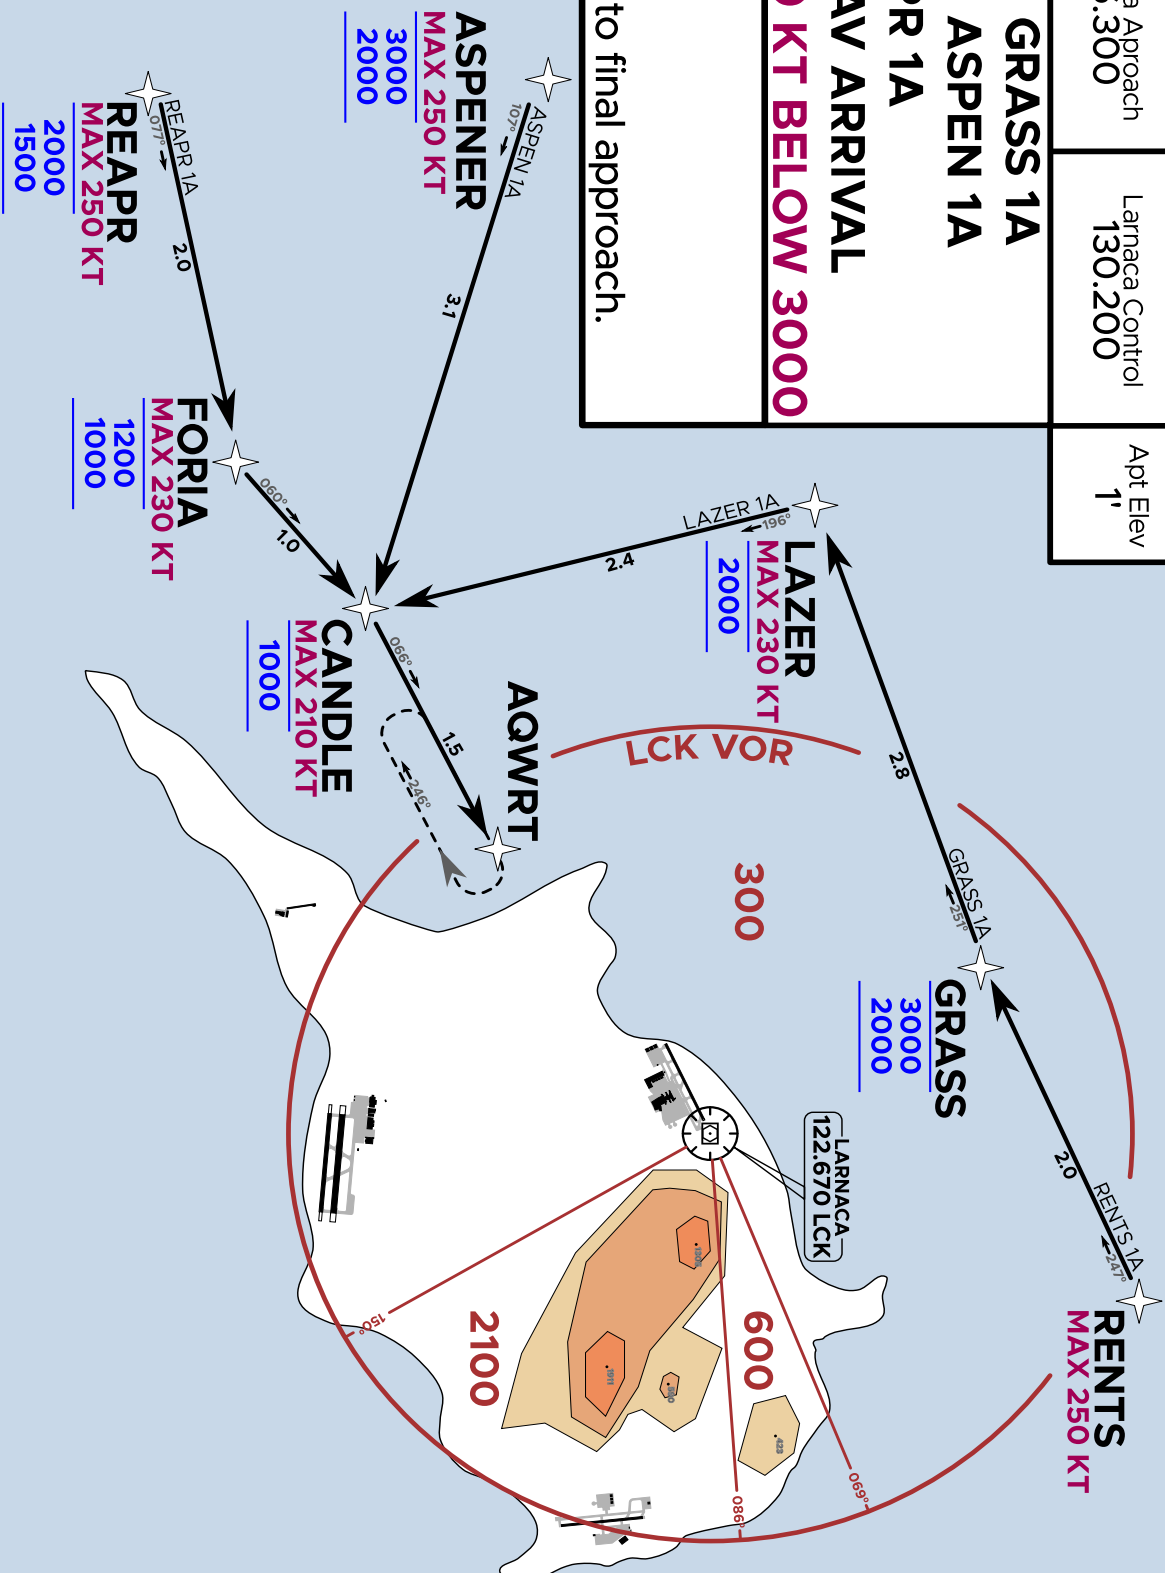 a Aproach
.300
Larnaca Control
130.200
Apt Elev
1'
GRASS 1A
ASPEN 1A
PR 1A
AV ARRIVAL
0 KT BELOW 3000
to final approach.
RENTS
MAX 250 KT
RENTS 1A
247°
2.0
GRASS
3000
2000
GRASS 1A
251°
2.8
LAZER
MAX 230 KT
2000
LAZER 1A
196°
2.4
ASPENER
MAX 250 KT
3000
2000
ASPEN 1A
107°
3.1
REAPR
MAX 250 KT
2000
1500
REAPR 1A
077°
2.0
FORIA
MAX 230 KT
1200
1000
060°
1.0
CANDLE
MAX 210 KT
1000
066°
1.5
246°
AQWRT
LCK VOR
300
LARNACA
122.670 LCK
600
2100
069°
086°
150°
1911
423